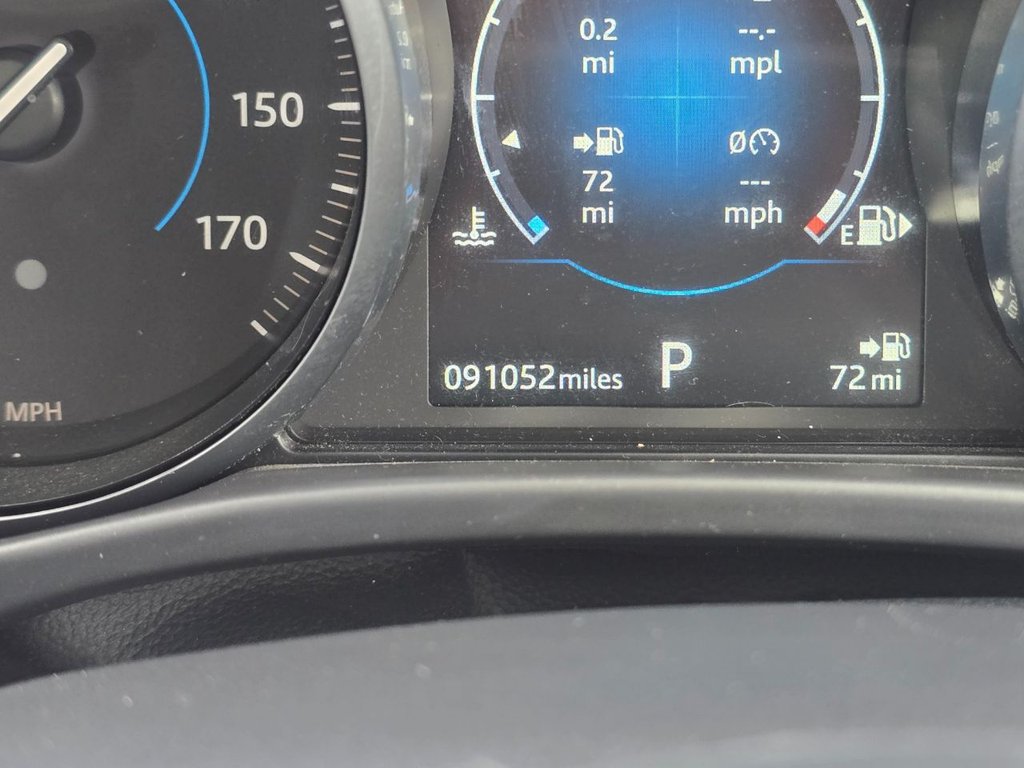 150
170
MPH
0.2
mi
--.-
mpl
72
mi
Ø
---
mph
E
091052miles
P
72mi